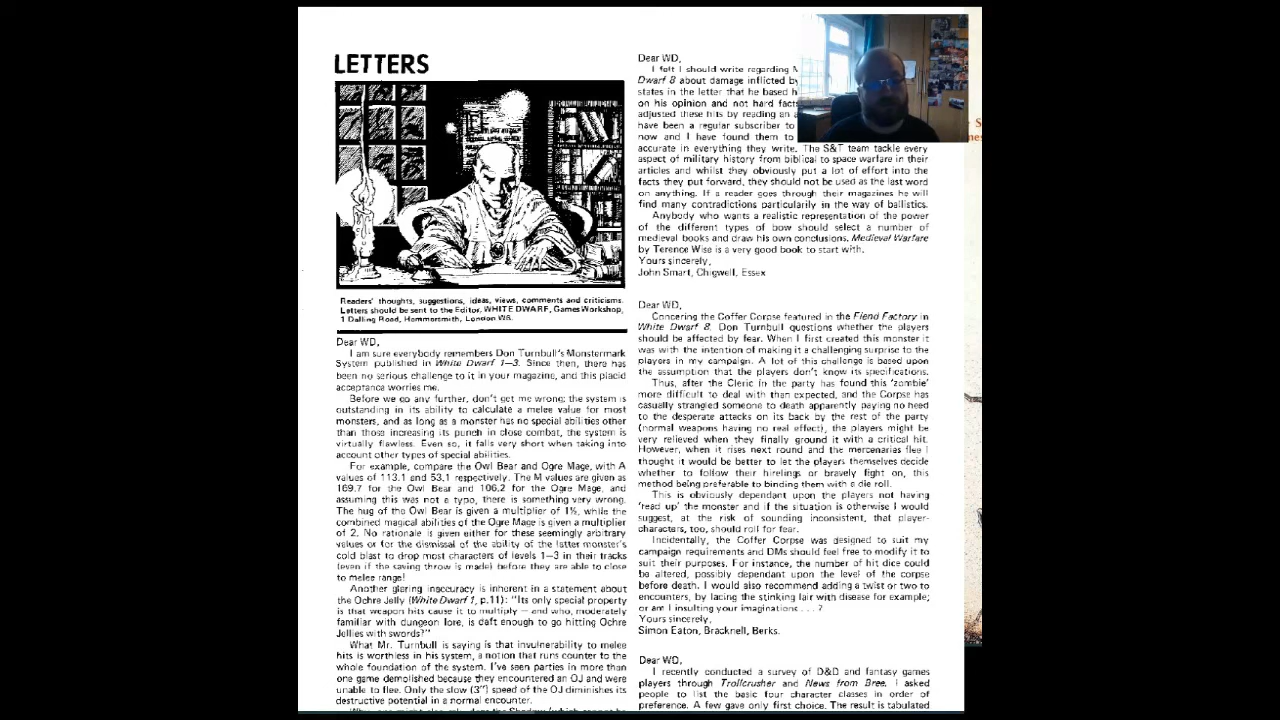 LETTERS
Readers' thoughts, suggestions, ideas, views, comments and criticisms.
Letters should be sent to the Editor, WHITE DWARF, Games Workshop,
1 Dalling Road, Hammersmith, London W6.
Dear WD,
I am sure everybody remembers Don Turnbull's Monstermark
System published in White Dwarf 1–3. Since then, there has
been no serious challenge to it in your magazine, and this placid
acceptance worries me.
Before we go any further, don't get me wrong; the system is
outstanding in its ability to calculate a melee value for most
monsters, and as long as a monster has no special abilities other
than those increasing its punch in close combat, the system is
virtually flawless. Even so, it falls very short when taking into
account other types of special abilities.
For example, compare the Owl Bear and Ogre Mage, with A
values of 113.1 and 53.1 respectively. The M values are given as
169.7 for the Owl Bear and 106.2 for the Ogre Mage, and
assuming this was not a typo, there is something very wrong.
The hug of the Owl Bear is given a multiplier of 1½, while the
combined magical abilities of the Ogre Mage is given a multiplier
of 2. No rationale is given either for these seemingly arbitrary
values or for the dismissal of the ability of the latter monster's
cold blast to drop most characters of levels 1–3 in their tracks
(even if the saving throw is made) before they are able to close
to melee range!
Another glaring inaccuracy is inherent in a statement about
the Ochre Jelly (White Dwarf 1, p.11): "Its only special property
is that weapon hits cause it to multiply — and who, moderately
familiar with dungeon lore, is daft enough to go hitting Ochre
Jellies with swords?"
What Mr. Turnbull is saying is that invulnerability to melee
hits is worthless in his system, a notion that runs counter to the
whole foundation of the system. I've seen parties in more than
one game demolished because they encountered an OJ and were
unable to flee. Only the slow (3") speed of the OJ diminishes its
destructive potential in a normal encounter.
Dear WD,
I felt I should write regarding
Dwarf 8 about damage inflicted by
states in the letter that he based h
on his opinion and not hard facts
adjusted these hits by reading an a
have been a regular subscriber to
now and I have found them to
accurate in everything they write. The S&T team tackle every
aspect of military history from biblical to space warfare in their
articles and whilst they obviously put a lot of effort into the
facts they put forward, they should not be used as the last word
on anything. If a reader goes through their magazines he will
find many contradictions particularly in the way of ballistics.
Anybody who wants a realistic representation of the power
of the different types of bow should select a number of
medieval books and draw his own conclusions. Medieval Warfare
by Terence Wise is a very good book to start with.
Yours sincerely,
John Smart, Chigwell, Essex
Dear WD,
Concering the Coffer Corpse featured in the Fiend Factory in
White Dwarf 8, Don Turnbull questions whether the players
should be affected by fear. When I first created this monster it
was with the intention of making it a challenging surprise to the
players in my campaign. A lot of this challenge is based upon
the assumption that the players don't know its specifications.
Thus, after the Cleric in the party has found this 'zombie'
more difficult to deal with than expected, and the Corpse has
casually strangled someone to death apparently paying no heed
to the desperate attacks on its back by the rest of the party
(normal weapons having no real effect), the players might be
very relieved when they finally ground it with a critical hit.
However, when it rises next round and the mercenaries flee I
thought it would be better to let the players themselves decide
whether to follow their hirelings or bravely fight on, this
method being preferable to binding them with a die roll.
This is obviously dependant upon the players not having
'read up' the monster and if the situation is otherwise I would
suggest, at the risk of sounding inconsistent, that player-
characters, too, should roll for fear.
Incidentally, the Coffer Corpse was designed to suit my
campaign requirements and DMs should feel free to modify it to
suit their purposes. For instance, the number of hit dice could
be altered, possibly dependant upon the level of the corpse
before death. I would also recommend adding a twist or two to
encounters, by lacing the stinking lair with disease for example;
or am I insulting your imaginations . . . ?
Yours sincerely,
Simon Eaton, Bracknell, Berks.
Dear WD,
I recently conducted a survey of D&D and fantasy games
players through Trollcrusher and News from Bree. I asked
people to list the basic four character classes in order of
preference. A few gave only first choice. The result is tabulated